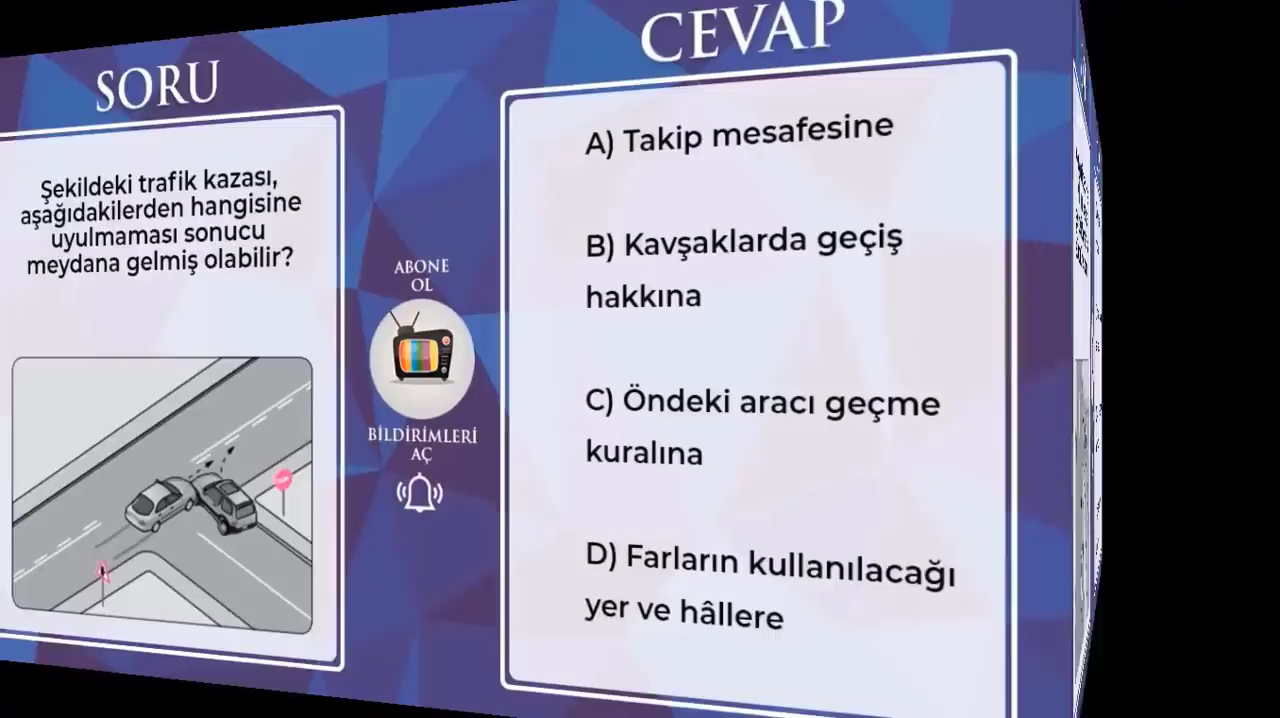 SORU
Şekildeki trafik kazası,
aşağıdakilerden hangisine
uyulmaması sonucu
meydana gelmiş olabilir?
ABONE
OL
BİLDİRİMLERİ
AÇ
CEVAP
A) Takip mesafesine
B) Kavşaklarda geçiş
hakkına
C) Öndeki aracı geçme
kuralına
D) Farların kullanılacağı
yer ve hâllere